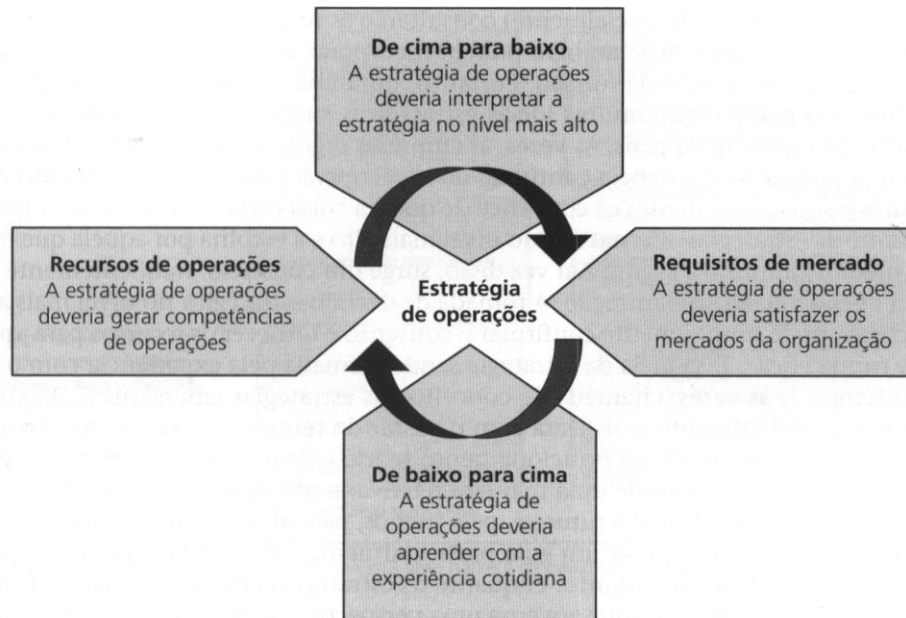 De cima para baixo
A estratégia de operações
deveria interpretar a
estratégia no nível mais alto
Recursos de operações
A estratégia de operações
deveria gerar competências
de operações
Estratégia
de operações
Requisitos de mercado
A estratégia de operações
deveria satisfazer os
mercados da organização
De baixo para cima
A estratégia de
operações deveria
aprender com a
experiência cotidiana